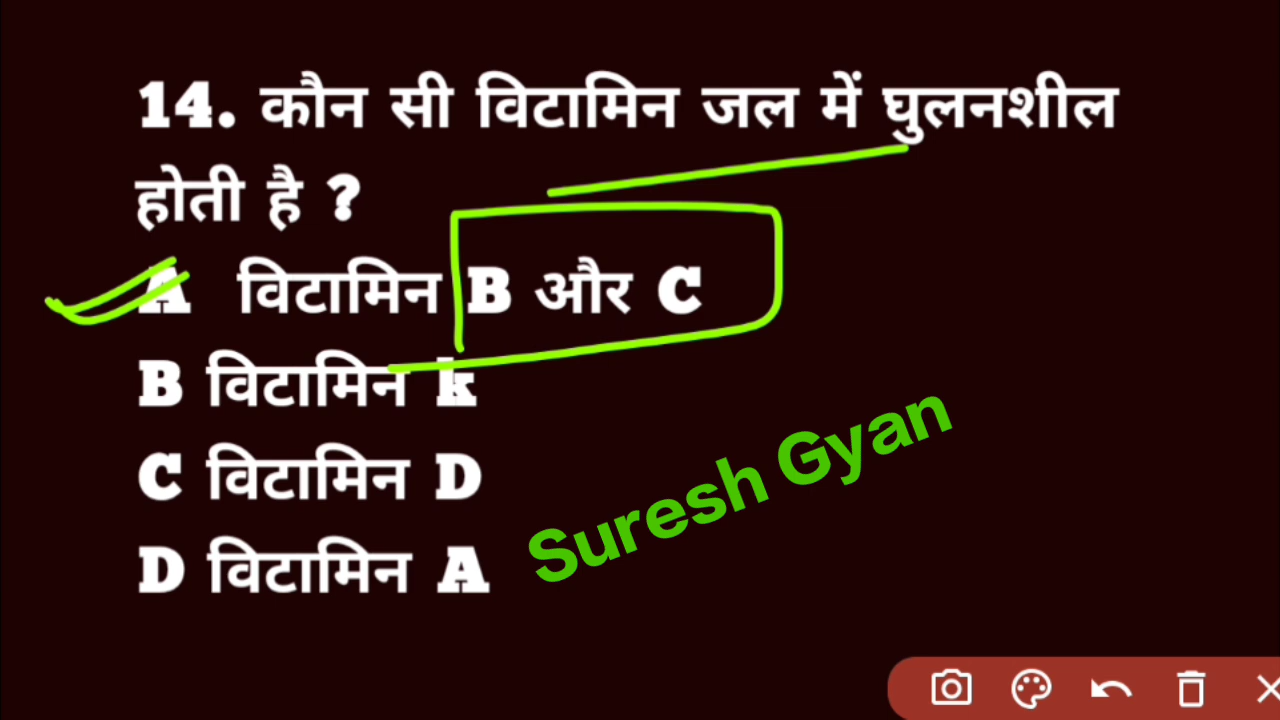 14. कौन सी विटामिन जल में घुलनशील
होती है ?
A विटामिन B और C
B विटामिन k
C विटामिन D
D विटामिन A
Suresh Gyan